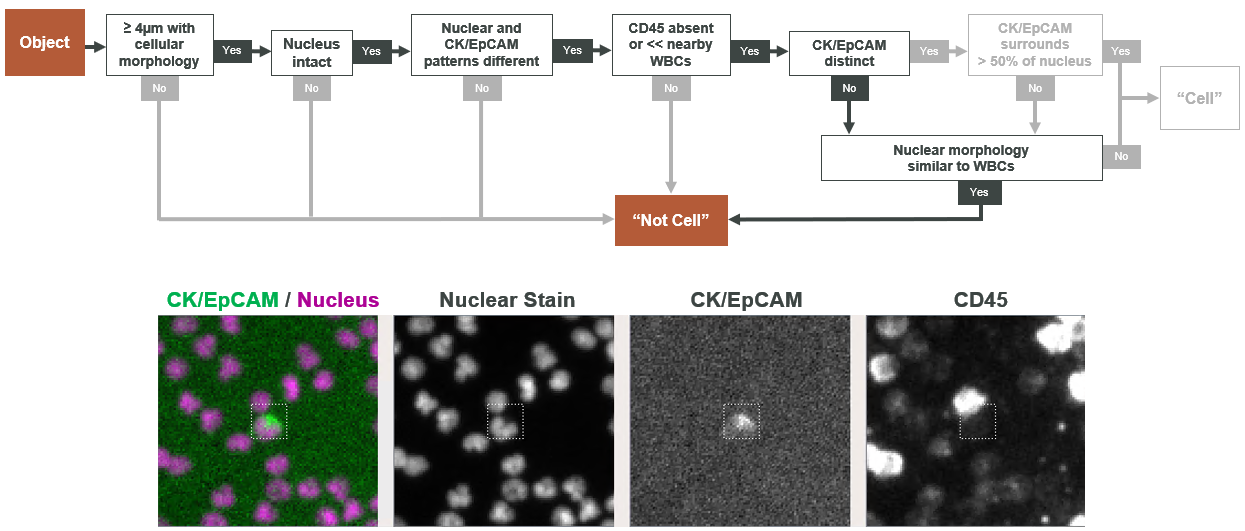 Object
≥ 4μm with
cellular
morphology
Yes
No
Nucleus
intact
Yes
No
Nuclear and
CK/EpCAM
patterns different
Yes
No
CD45 absent
or << nearby
WBCs
Yes
No
CK/EpCAM
distinct
Yes
No
CK/EpCAM
surrounds
> 50% of nucleus
Yes
No
“Cell”
Nuclear morphology
similar to WBCs
No
Yes
“Not Cell”
CK/EpCAM / Nucleus
Nuclear Stain
CK/EpCAM
CD45